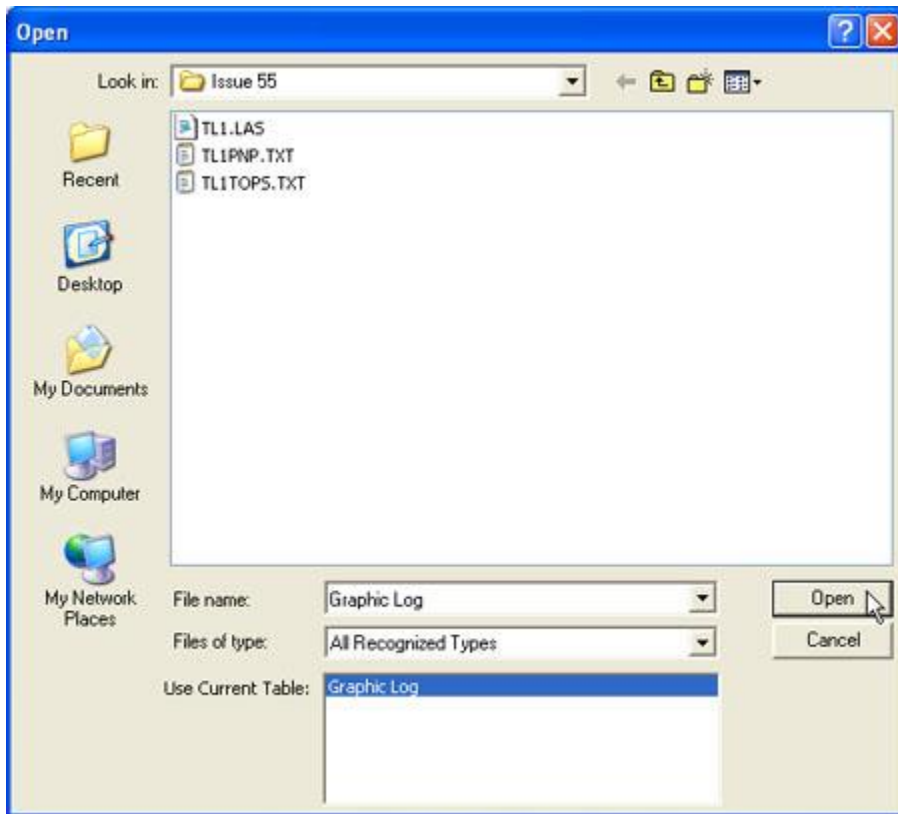 Open
Look in:
Issue 55
TL1.LAS
TL1PNP.TXT
TL1TOPS.TXT
Recent
Desktop
My Documents
My Computer
My Network
Places
File name:
Graphic Log
Open
Files of type:
All Recognized Types
Cancel
Use Current Table:
Graphic Log